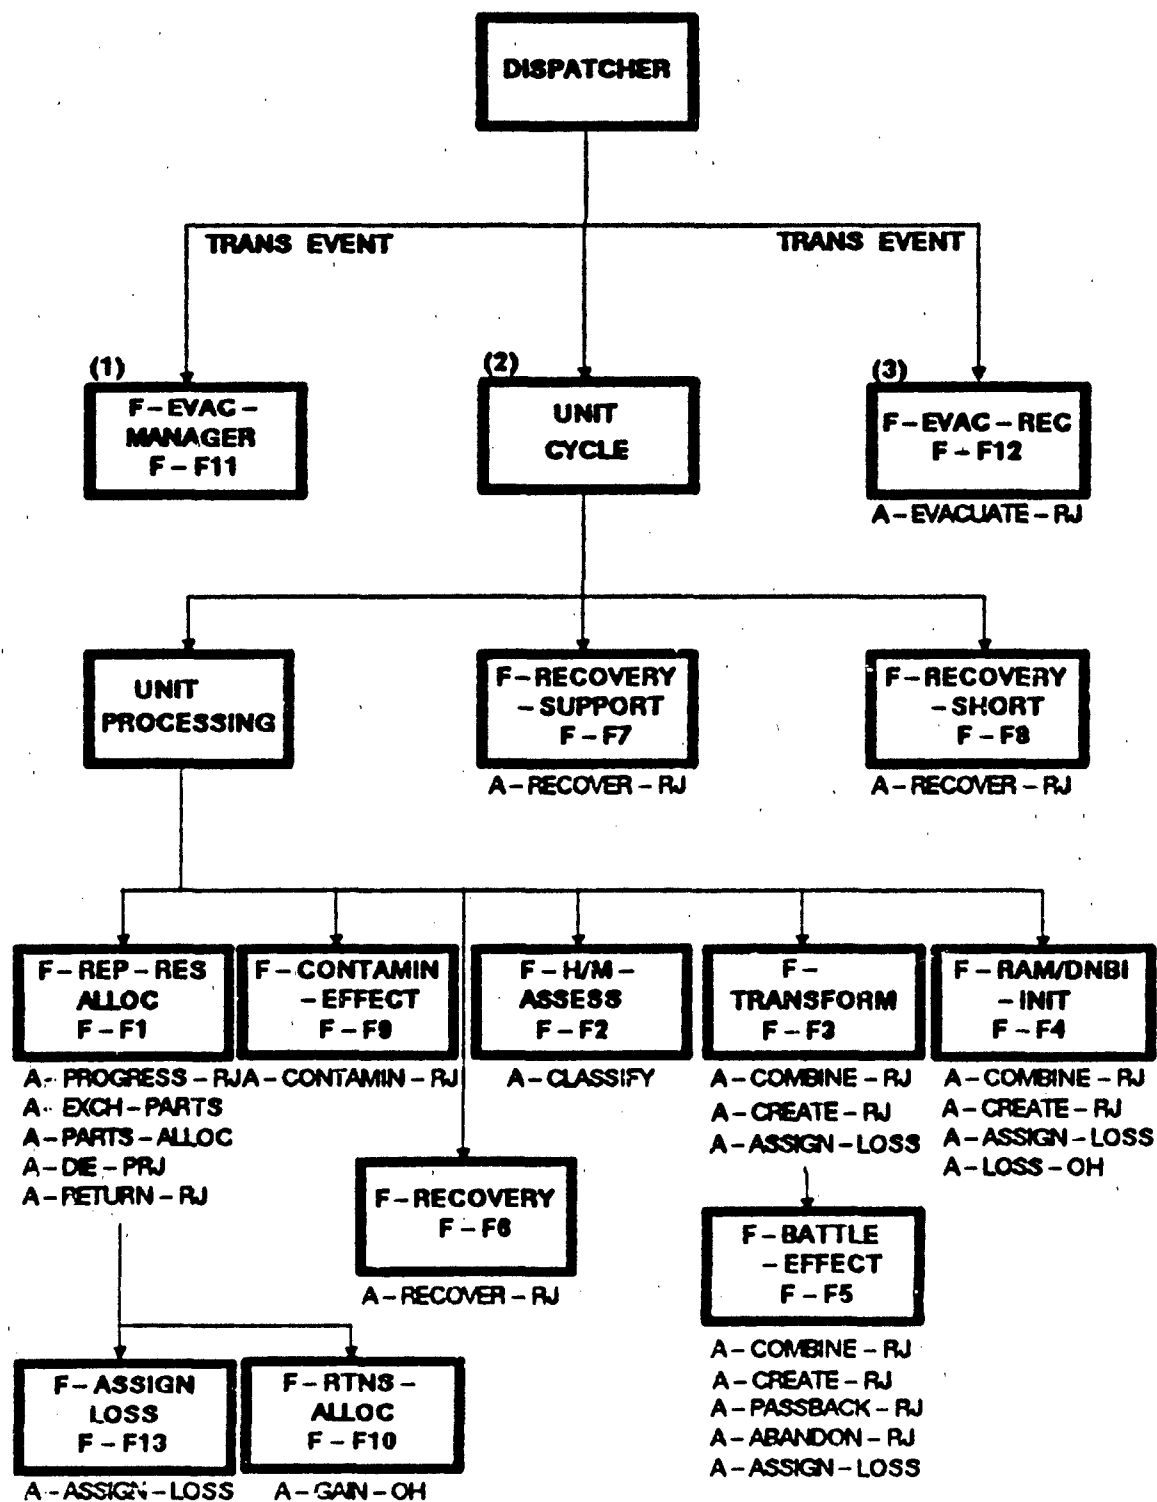 DISPATCHER
TRANS EVENT
TRANS EVENT
(1)
F-EVAC-
MANAGER
F-F11
(2)
UNIT
CYCLE
(3)
F-EVAC-REC
F-F12
A-EVACUATE-RJ
UNIT
PROCESSING
F-RECOVERY
-SUPPORT
F-F7
A-RECOVER-RJ
F-RECOVERY
-SHORT
F-F8
A-RECOVER-RJ
F-REP-RES
ALLOC
F-F1
A-PROGRESS-RJ
A-EXCH-PARTS
A-PARTS-ALLOC
A-DIE-PRJ
A-RETURN-RJ
F-CONTAMIN
-EFFECT
F-F9
A-CONTAMIN-RJ
F-H/M-
ASSESS
F-F2
A-CLASSIFY
F-
TRANSFORM
F-F3
A-COMBINE-RJ
A-CREATE-RJ
A-ASSIGN-LOSS
F-RAM/DNBI
-INIT
F-F4
A-COMBINE-RJ
A-CREATE-RJ
A-ASSIGN-LOSS
A-LOSS-OH
F-RECOVERY
F-F6
A-RECOVER-RJ
F-BATTLE
-EFFECT
F-F5
A-COMBINE-RJ
A-CREATE-RJ
A-PASSBACK-RJ
A-ABANDON-RJ
A-ASSIGN-LOSS
F-ASSIGN
LOSS
F-F13
A-ASSIGN-LOSS
F-RTNS-
ALLOC
F-F10
A-GAIN-OH